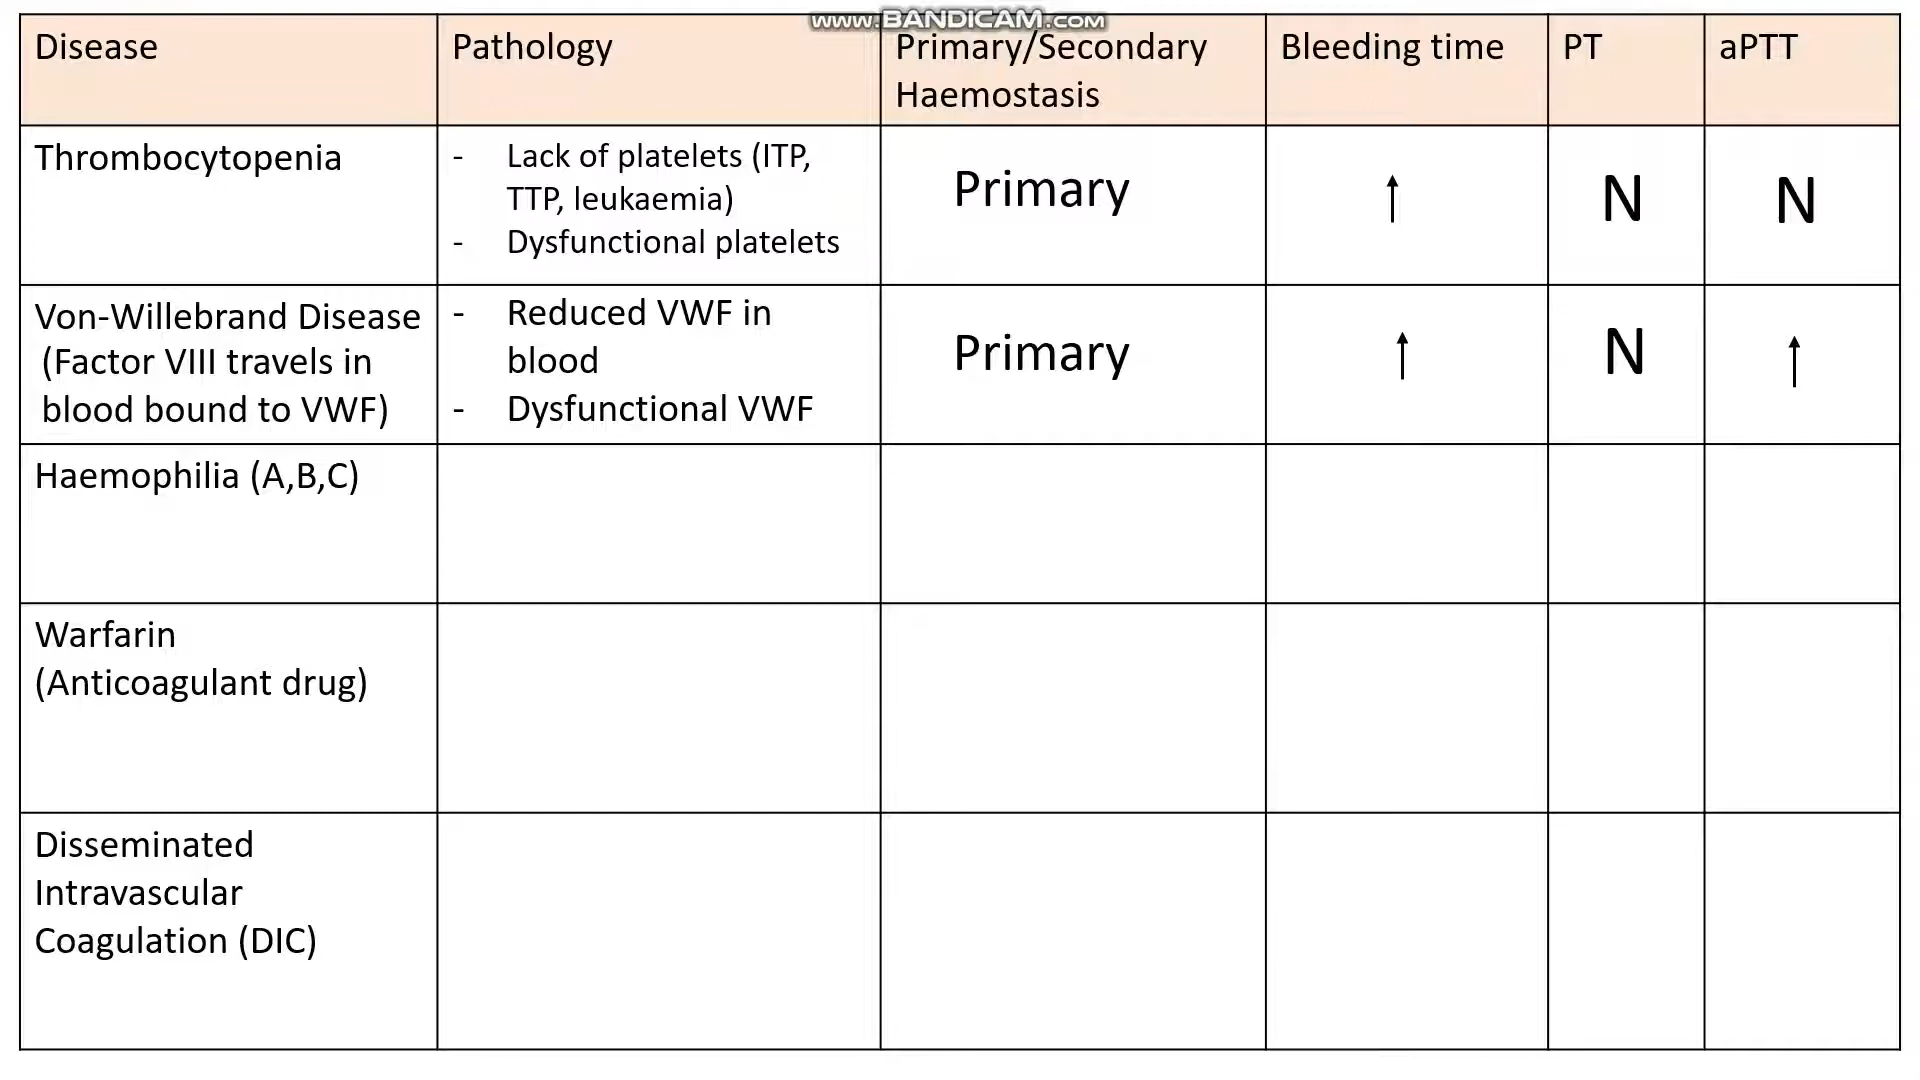 www.BANDICAM.com
Disease
Pathology
Primary/Secondary
Haemostasis
Bleeding time
PT
aPTT
Thrombocytopenia
- Lack of platelets (ITP,
TTP, leukaemia)
- Dysfunctional platelets
Primary
↑
N
N
Von-Willebrand Disease
(Factor VIII travels in
blood bound to VWF)
- Reduced VWF in
blood
- Dysfunctional VWF
Primary
↑
N
↑
Haemophilia (A,B,C)
Warfarin
(Anticoagulant drug)
Disseminated
Intravascular
Coagulation (DIC)